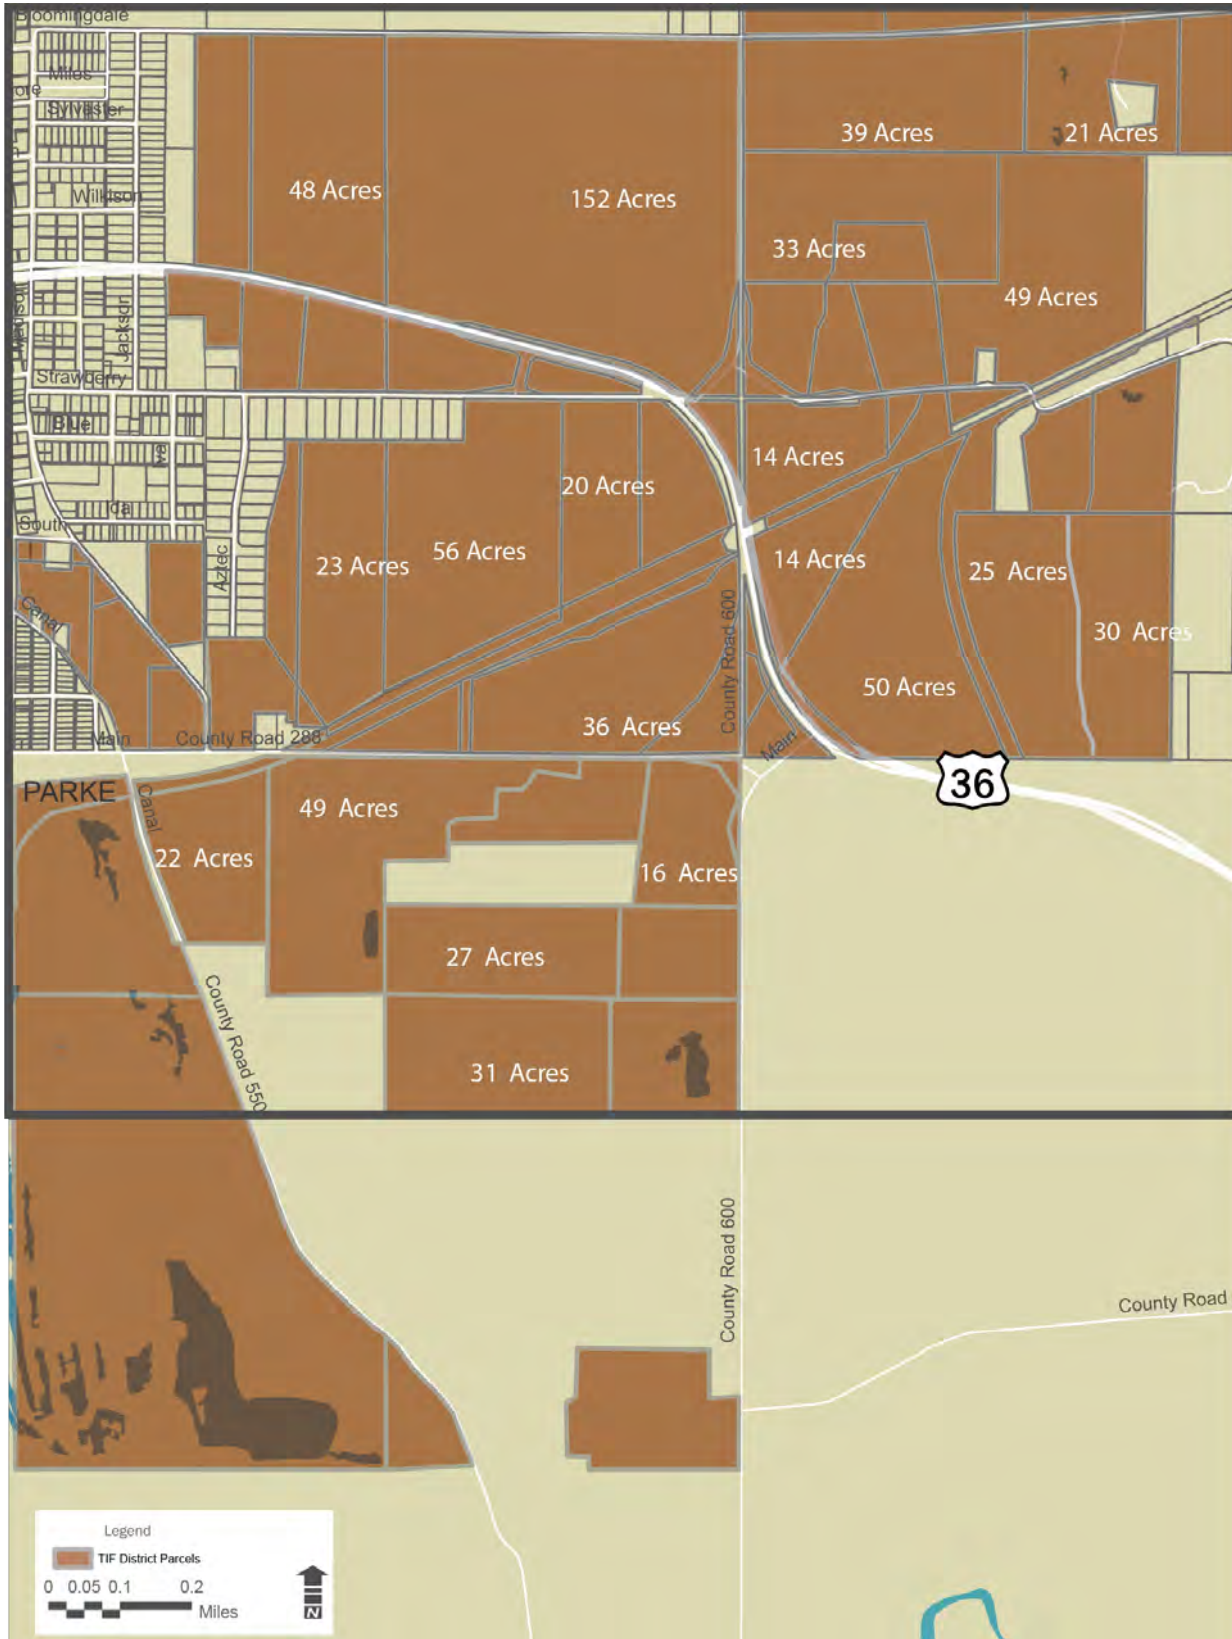 Bloomingdale
Miles
ore
Sylvester
39 Acres
21 Acres
48 Acres
152 Acres
Wilkison
33 Acres
49 Acres
Madison
Jackson
Strawberry
Blue
14 Acres
Iva
20 Acres
Ida
South
23 Acres
56 Acres
14 Acres
25 Acres
Aztec
Canal
County Road 600
30 Acres
50 Acres
36 Acres
Main
County Road 288
Main
36
PARKE
Canal
49 Acres
22 Acres
16 Acres
27 Acres
County Road 550
31 Acres
County Road 600
County Road
Legend
TIF District Parcels
0 0.05 0.1 0.2
Miles
N